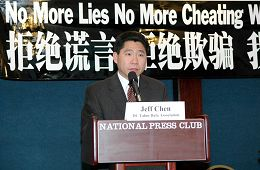 No More Lies No More Cheating W
拒绝谎言 拒绝欺骗 我
Jeff Chen
NATIONAL PRESS CLUB